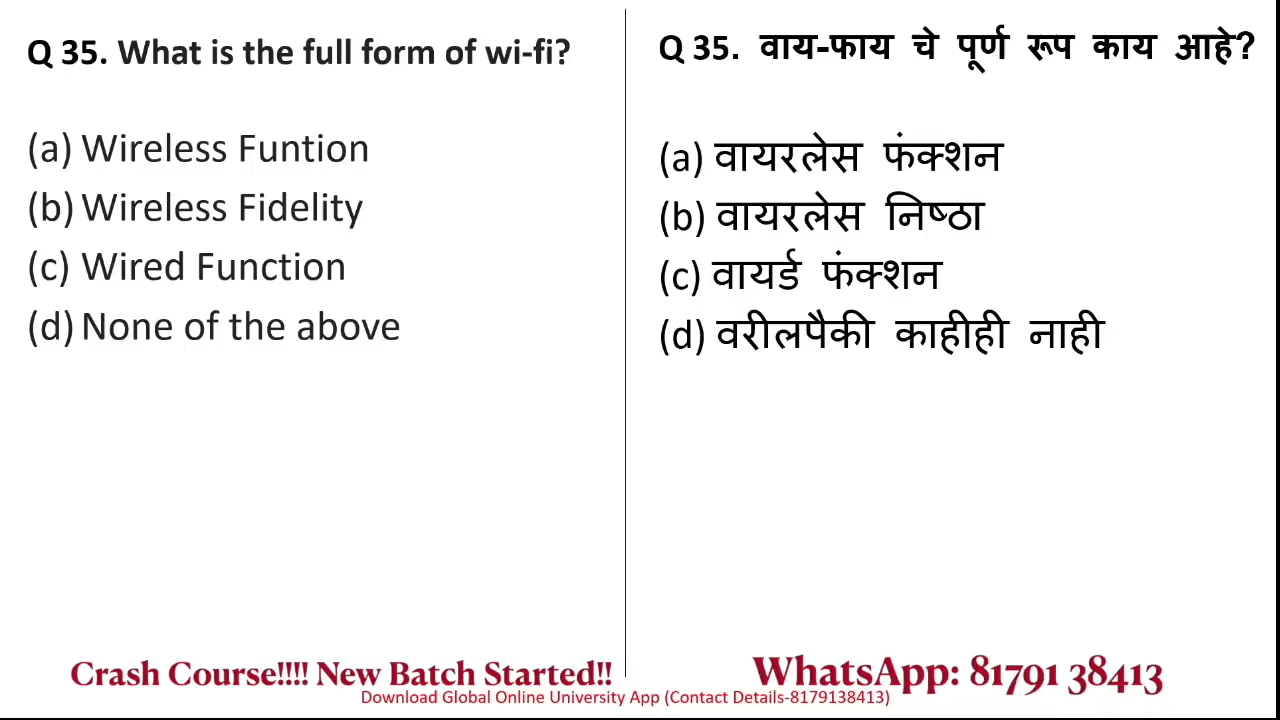 Q 35. What is the full form of wi-fi?
(a) Wireless Funtion
(b) Wireless Fidelity
(c) Wired Function
(d) None of the above
Q 35. वाय-फाय चे पूर्ण रूप काय आहे?
(a) वायरलेस फंक्शन
(b) वायरलेस निष्ठा
(c) वायर्ड फंक्शन
(d) वरीलपैकी काहीही नाही
Crash Course!!!! New Batch Started!!
WhatsApp: 81791 38413
Download Global Online University App (Contact Details-8179138413)